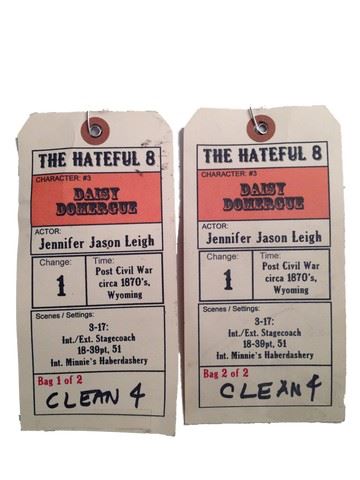 THE HATEFUL 8
CHARACTER: #3
DAISY
DOMERGUE
ACTOR:
Jennifer Jason Leigh
Change:
1
Time:
Post Civil War
circa 1870's,
Wyoming
Scenes / Settings:
3-17:
Int./Ext. Stagecoach
18-39pt, 51
Int. Minnie's Haberdashery
Bag 1 of 2
CLEAN 4
THE HATEFUL 8
CHARACTER: #3
DAISY
DOMERGUE
ACTOR:
Jennifer Jason Leigh
Change:
1
Time:
Post Civil War
circa 1870's,
Wyoming
Scenes / Settings:
3-17:
Int./Ext. Stagecoach
18-39pt, 51
Int. Minnie's Haberdashery
Bag 2 of 2
CLEAN 4